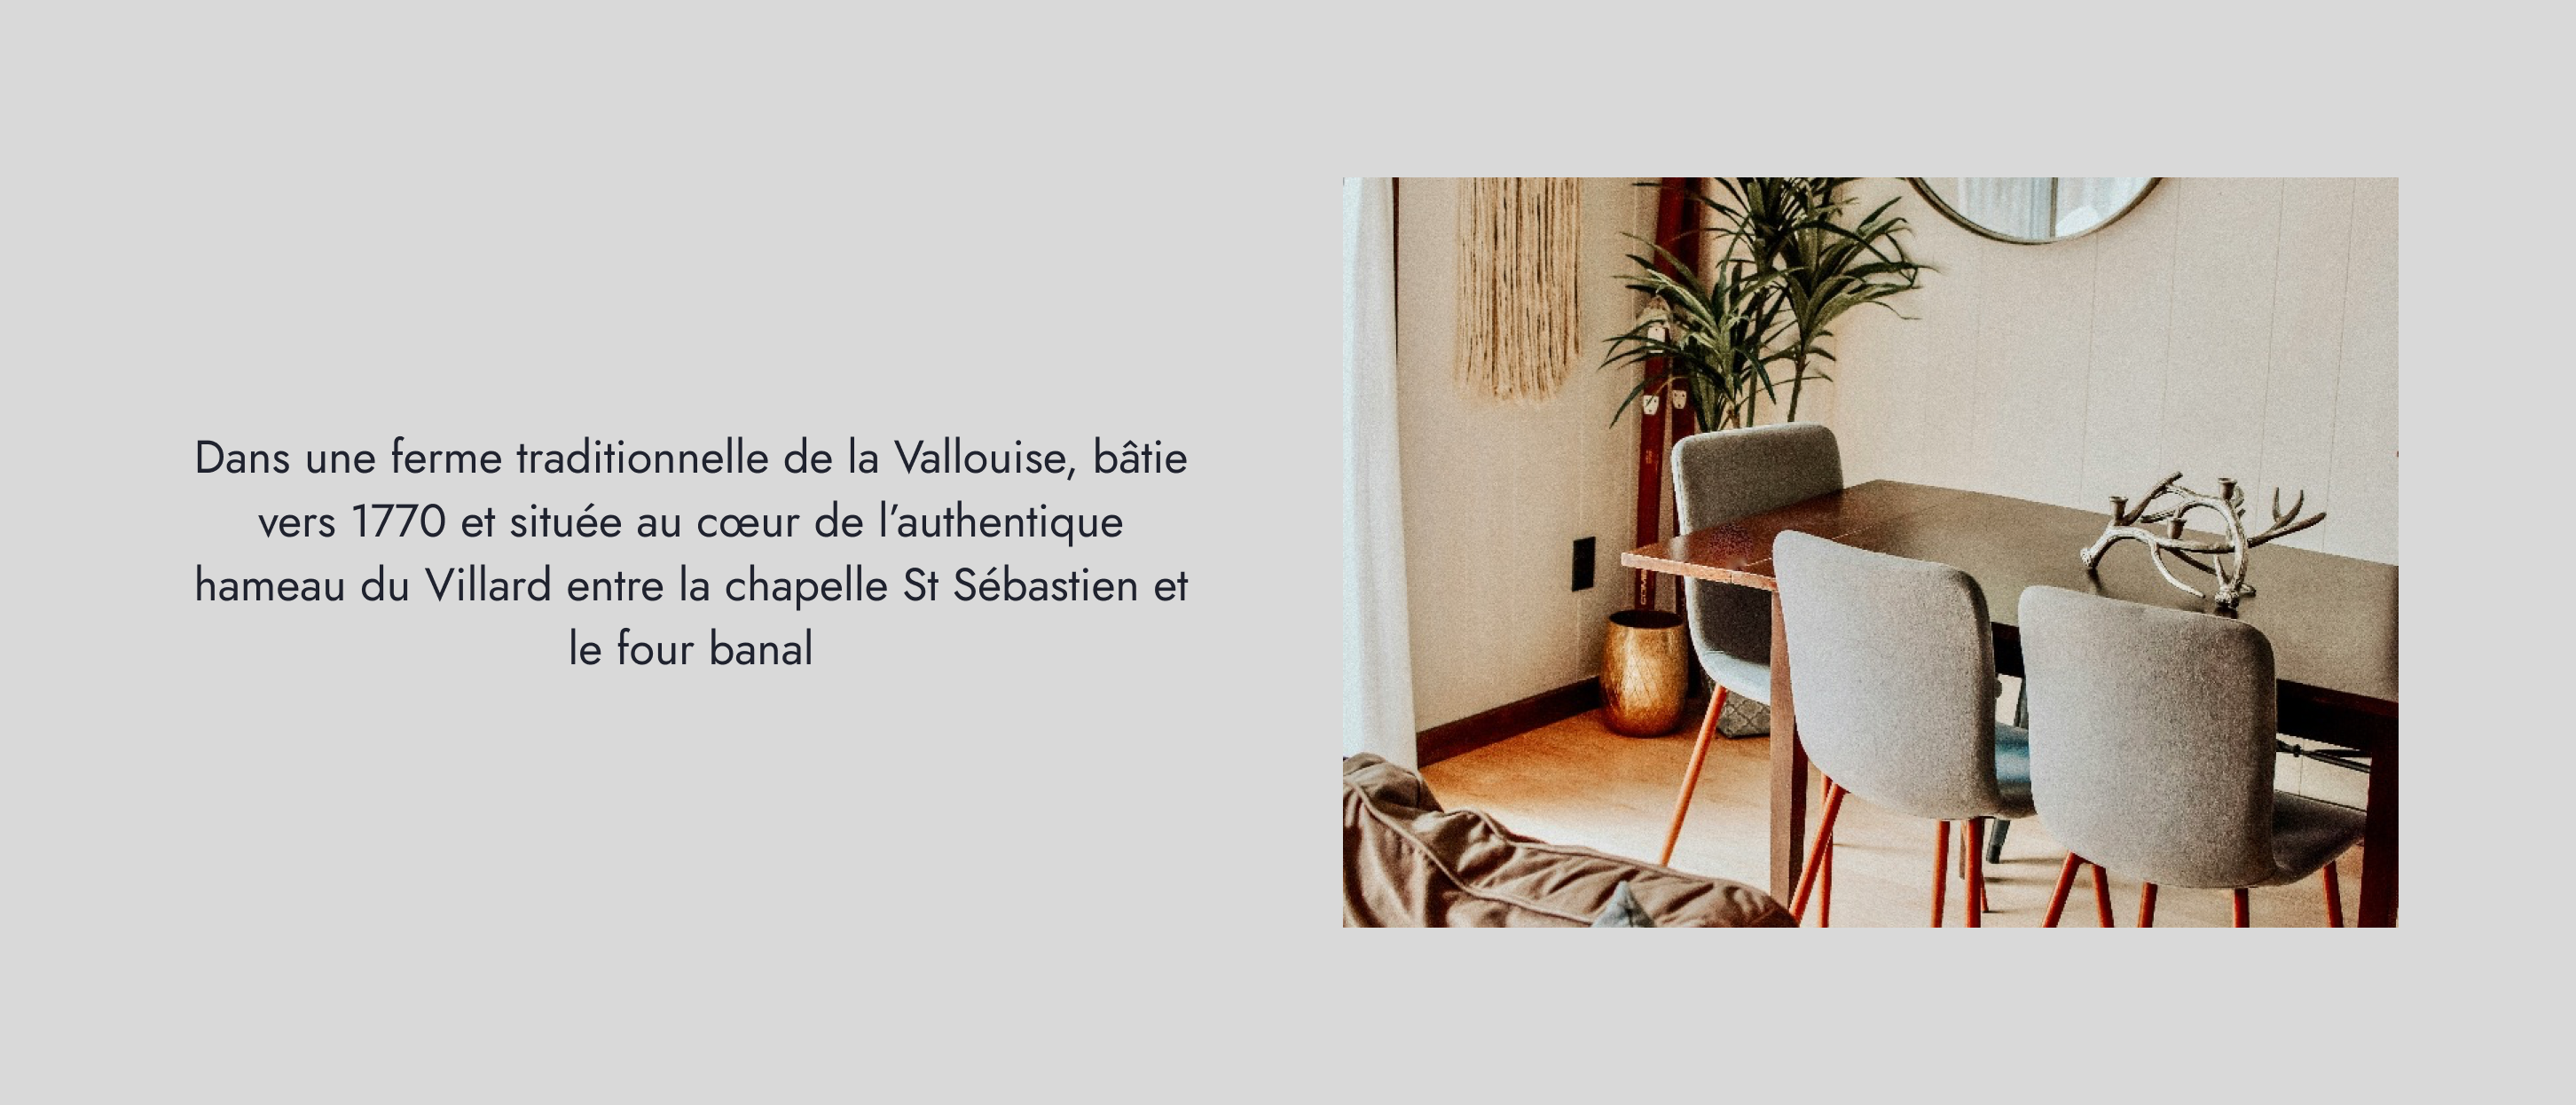 Dans une ferme traditionnelle de la Vallouise, bâtie
vers 1770 et située au cœur de l’authentique
hameau du Villard entre la chapelle St Sébastien et
le four banal